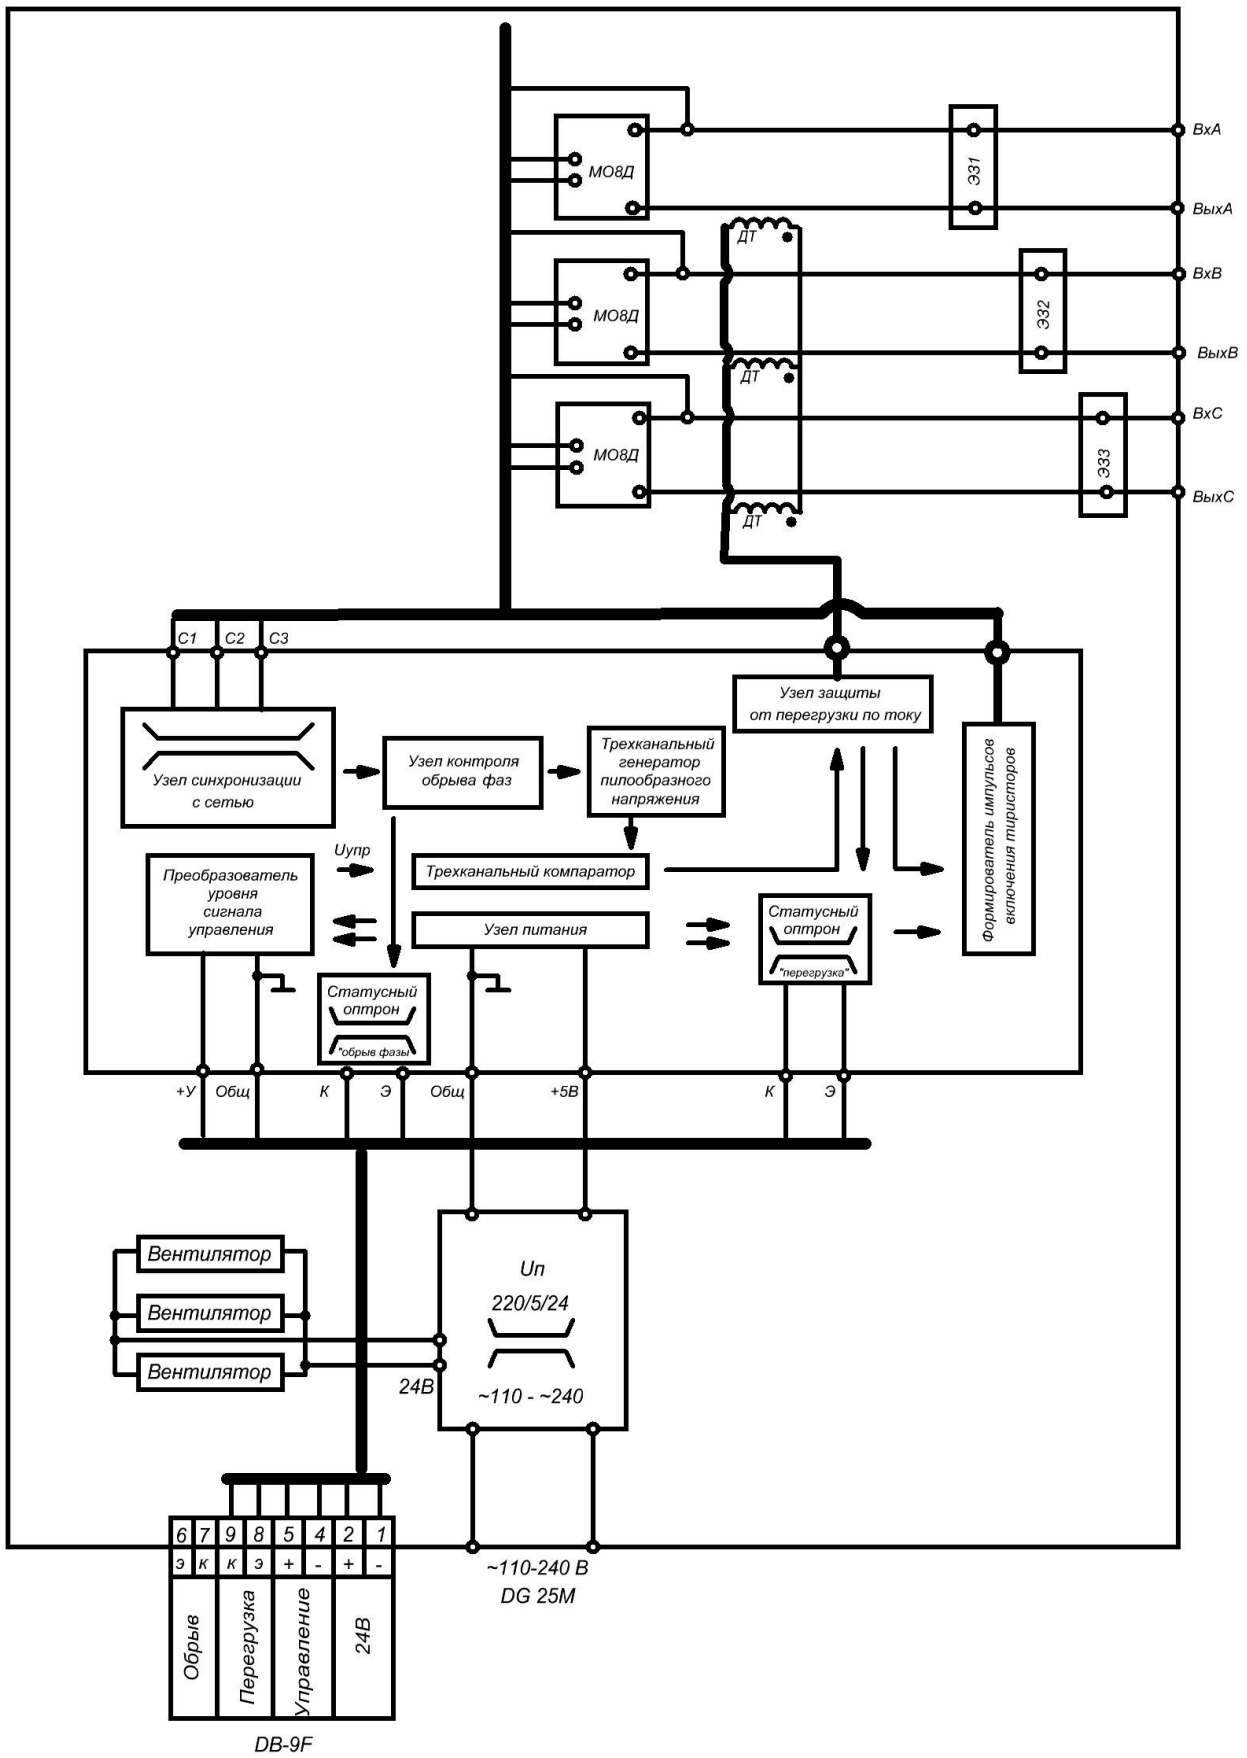 ВхА
МО8Д
ЭЗ1
ВыхА
ДТ
ВхВ
МО8Д
ЭЗ2
ВыхВ
ДТ
ВхС
МО8Д
ЭЗ3
ВыхС
ДТ
С1
С2
С3
Узел защиты
от перегрузки по току
Узел синхронизации
с сетью
Узел контроля
обрыва фаз
Трехканальный
генератор
пилообразного
напряжения
Формирователь импульсов
включения тиристоров
Uупр
Преобразователь
уровня
сигнала
управления
Трехканальный компаратор
Узел питания
Статусный
оптрон
"перегрузка"
Статусный
оптрон
"обрыв фазы
+У
Общ
К
Э
Общ
+5В
К
Э
Вентилятор
Вентилятор
Вентилятор
Uп
220/5/24
~110 - ~240
24В
6 7 9 8 5 4 2 1
э к к э + - + -
Обрыв
Перегрузка
Управление
24В
~110-240 В
DG 25M
DB-9F